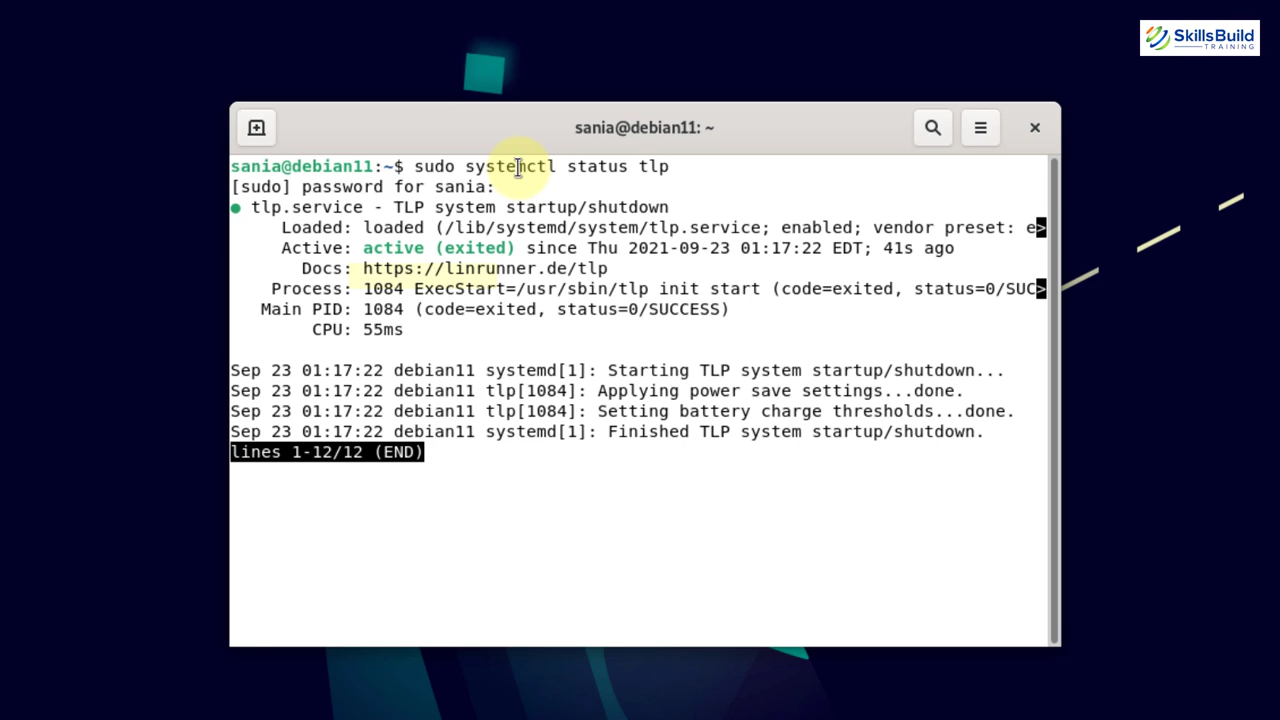 SkillsBuild
TRAINING
sania@debian11: ~
sania@debian11:~$ sudo systemctl status tlp
[sudo] password for sania:
● tlp.service - TLP system startup/shutdown
     Loaded: loaded (/lib/systemd/system/tlp.service; enabled; vendor preset: e>
     Active: active (exited) since Thu 2021-09-23 01:17:22 EDT; 41s ago
       Docs: https://linrunner.de/tlp
    Process: 1084 ExecStart=/usr/sbin/tlp init start (code=exited, status=0/SUC>
   Main PID: 1084 (code=exited, status=0/SUCCESS)
        CPU: 55ms
Sep 23 01:17:22 debian11 systemd[1]: Starting TLP system startup/shutdown...
Sep 23 01:17:22 debian11 tlp[1084]: Applying power save settings...done.
Sep 23 01:17:22 debian11 tlp[1084]: Setting battery charge thresholds...done.
Sep 23 01:17:22 debian11 systemd[1]: Finished TLP system startup/shutdown.
lines 1-12/12 (END)